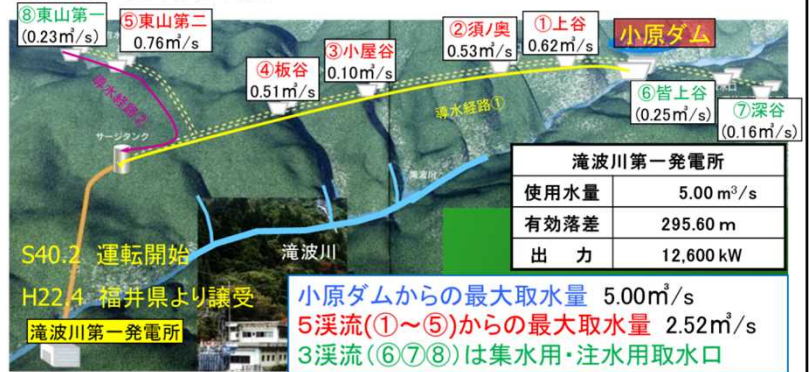 ⑧東山第一
(0.23㎥/s)
⑤東山第二
0.76㎥/s
④板谷
0.51㎥/s
③小屋谷
0.10㎥/s
②須ノ奥
0.53㎥/s
①上谷
0.62㎥/s
小原ダム
⑥皆上谷
(0.25㎥/s)
⑦深谷
(0.16㎥/s)
導水経路②
導水経路①
サージタンク
滝波川
滝波川
滝波川第一発電所
使用水量 5.00 m³/s
有効落差 295.60 m
出 力 12,600 kW
S40.2 運転開始
H22.4 福井県より譲受
滝波川第一発電所
小原ダムからの最大取水量 5.00㎥/s
5渓流(①~⑤)からの最大取水量 2.52㎥/s
3渓流(⑥⑦⑧)は集水用・注水用取水口